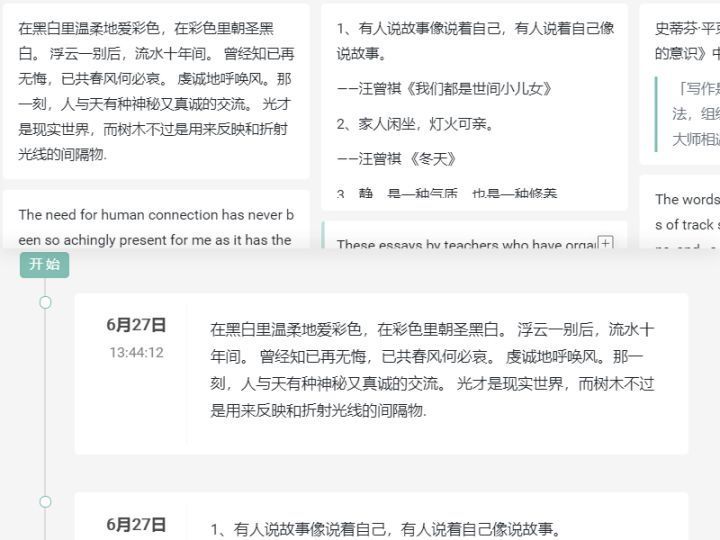 在黑白里温柔地爱彩色，在彩色里朝圣黑
白。 浮云一别后，流水十年间。 曾经知已再
无悔，已共春风何必哀。 虔诚地呼唤风。那
一刻，人与天有种神秘又真诚的交流。 光才
是现实世界，而树木不过是用来反映和折射
光线的间隔物.
The need for human connection has never b
een so achingly present for me as it has the
1、有人说故事像说着自己，有人说着自己像
说故事。
——汪曾祺《我们都是世间小儿女》
2、家人闲坐，灯火可亲。
——汪曾祺 《冬天》
3、静，是一种气质，也是一种修养
These essays by teachers who have orga
史蒂芬·平克
的意识》中
「写作是
法，组织
大师相遇
The words
s of track s
开始
6月27日
13:44:12
在黑白里温柔地爱彩色，在彩色里朝圣黑白。 浮云一别后，流水十
年间。 曾经知已再无悔，已共春风何必哀。 虔诚地呼唤风。那一
刻，人与天有种神秘又真诚的交流。 光才是现实世界，而树木不过
是用来反映和折射光线的间隔物.
6月27日
1、有人说故事像说着自己，有人说着自己像说故事。